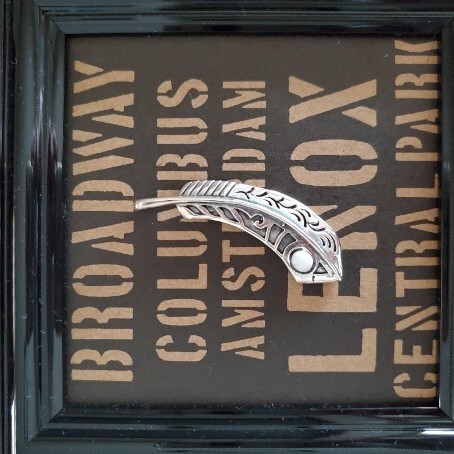 BROADWAY
COLUMBUS
AMSTERDAM
LENOX
CENTRAL PARK